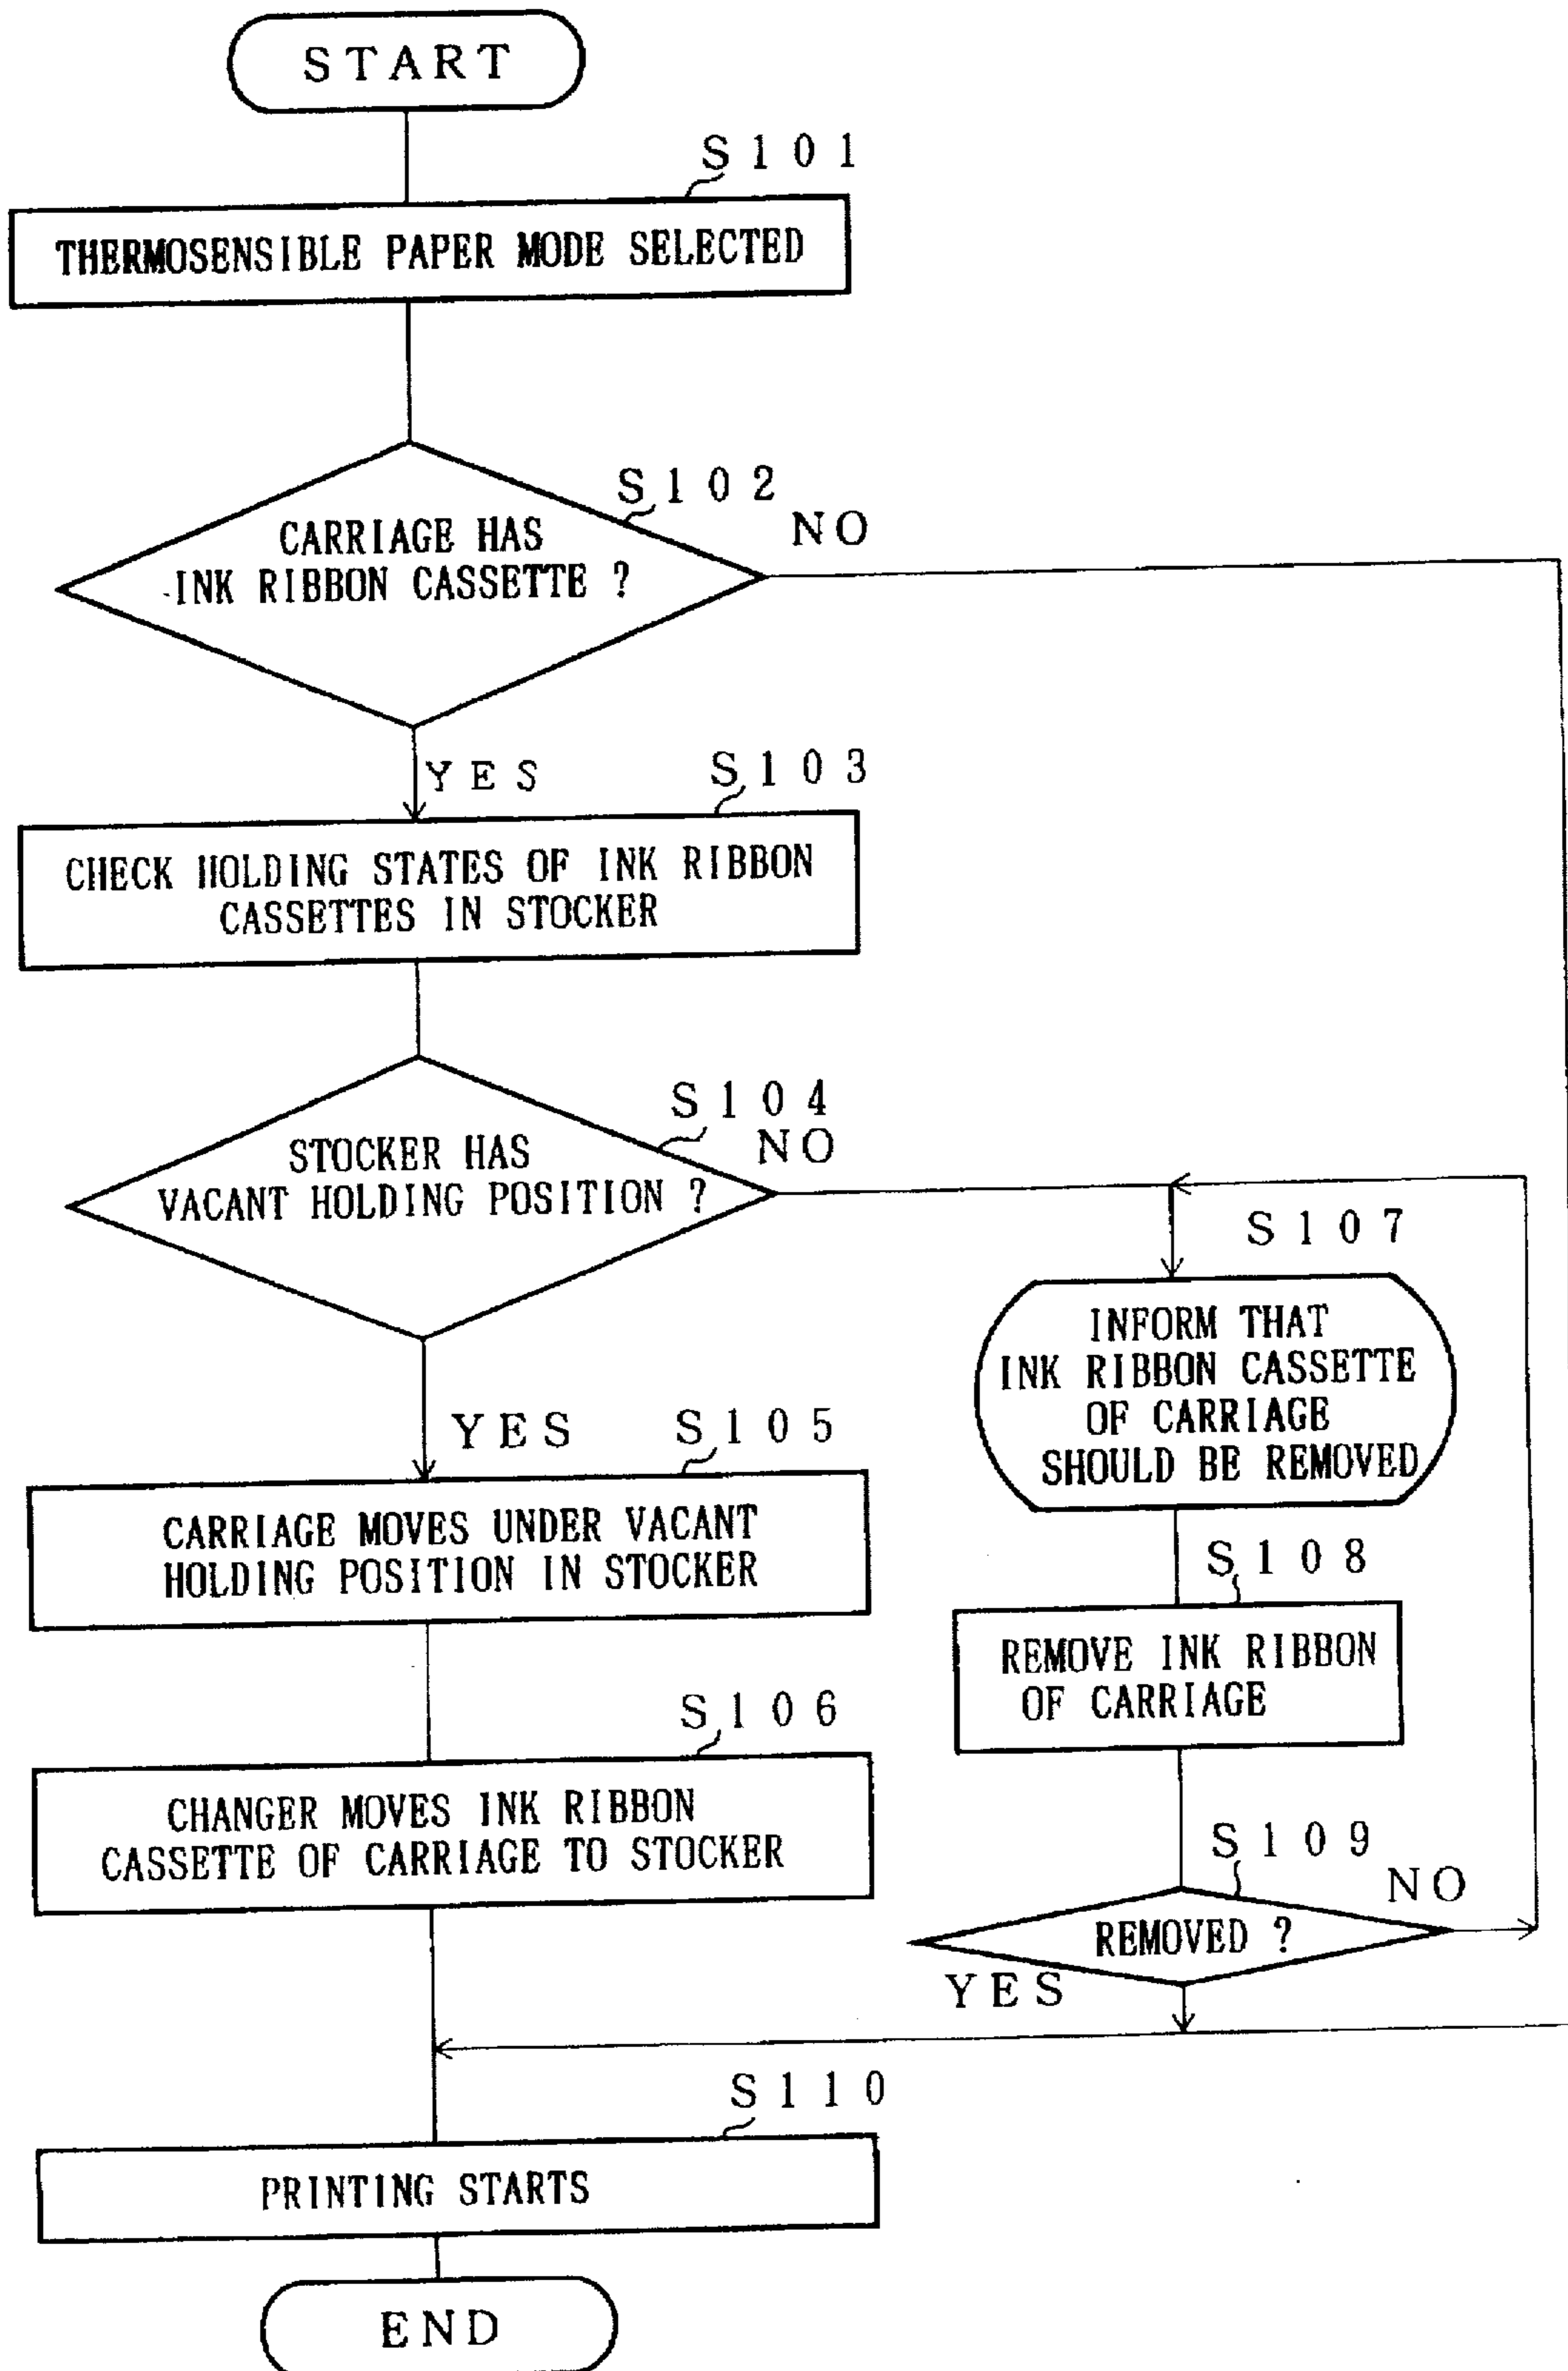 START
S101
THERMOSENSIBLE PAPER MODE SELECTED
S102
NO
CARRIAGE HAS
INK RIBBON CASSETTE ?
YES
S103
CHECK HOLDING STATES OF INK RIBBON
CASSETTES IN STOCKER
S104
NO
STOCKER HAS
VACANT HOLDING POSITION ?
S107
INFORM THAT
INK RIBBON CASSETTE
OF CARRIAGE
SHOULD BE REMOVED
YES
S105
CARRIAGE MOVES UNDER VACANT
HOLDING POSITION IN STOCKER
S108
REMOVE INK RIBBON
OF CARRIAGE
S106
CHANGER MOVES INK RIBBON
CASSETTE OF CARRIAGE TO STOCKER
S109
NO
REMOVED ?
YES
S110
PRINTING STARTS
END